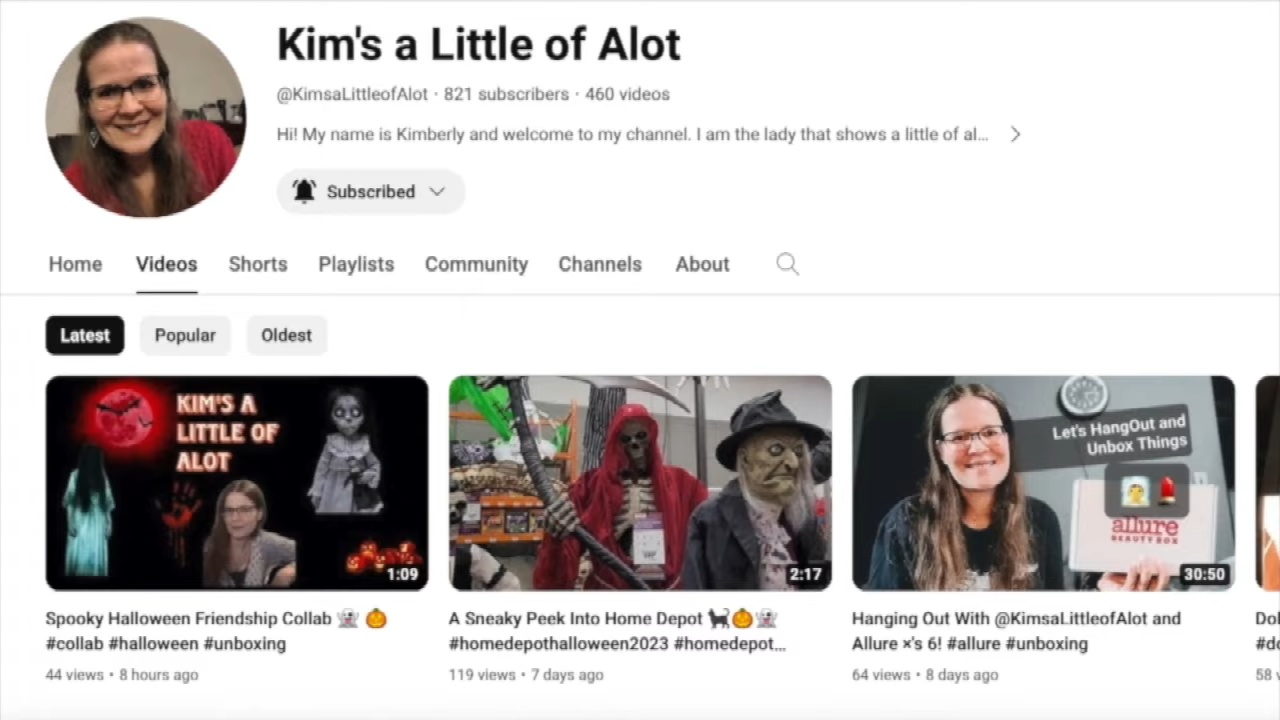 Kim's a Little of Alot
@KimsaLittleofAlot · 821 subscribers · 460 videos
Hi! My name is Kimberly and welcome to my channel. I am the lady that shows a little of al...
Subscribed
Home Videos Shorts Playlists Community Channels About
Latest Popular Oldest
KIM'S A
LITTLE OF
ALOT
1:09
2:17
Let's HangOut and
Unbox Things
allure
BEAUTY BOX
30:50
Spooky Halloween Friendship Collab 👻 🎃
#collab #halloween #unboxing
44 views • 8 hours ago
A Sneaky Peek Into Home Depot 🐈‍⬛🎃👻
#homedepothalloween2023 #homedepot...
119 views • 7 days ago
Hanging Out With @KimsaLittleofAlot and
Allure ×'s 6! #allure #unboxing
64 views • 8 days ago
58 v